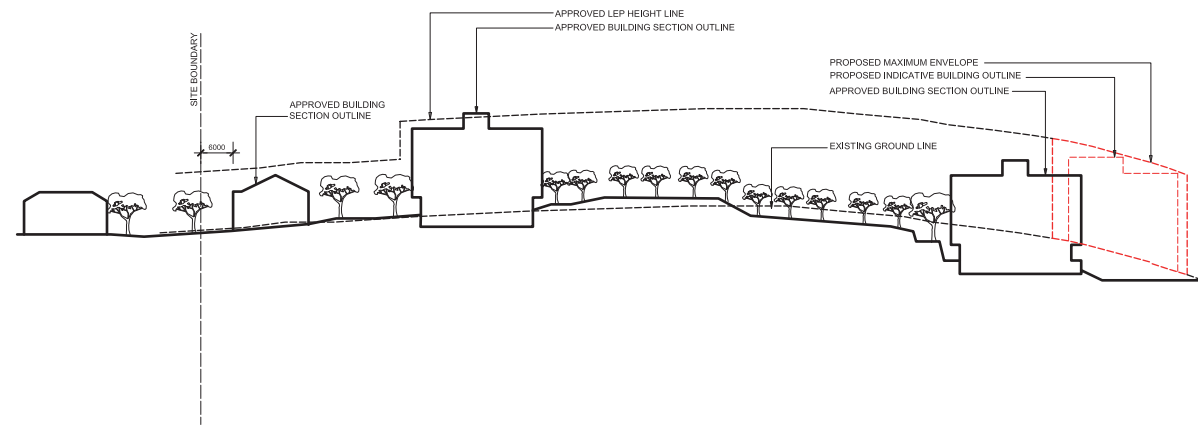 APPROVED LEP HEIGHT LINE
APPROVED BUILDING SECTION OUTLINE
SITE BOUNDARY
PROPOSED MAXIMUM ENVELOPE
PROPOSED INDICATIVE BUILDING OUTLINE
APPROVED BUILDING SECTION OUTLINE
APPROVED BUILDING
SECTION OUTLINE
6000
EXISTING GROUND LINE